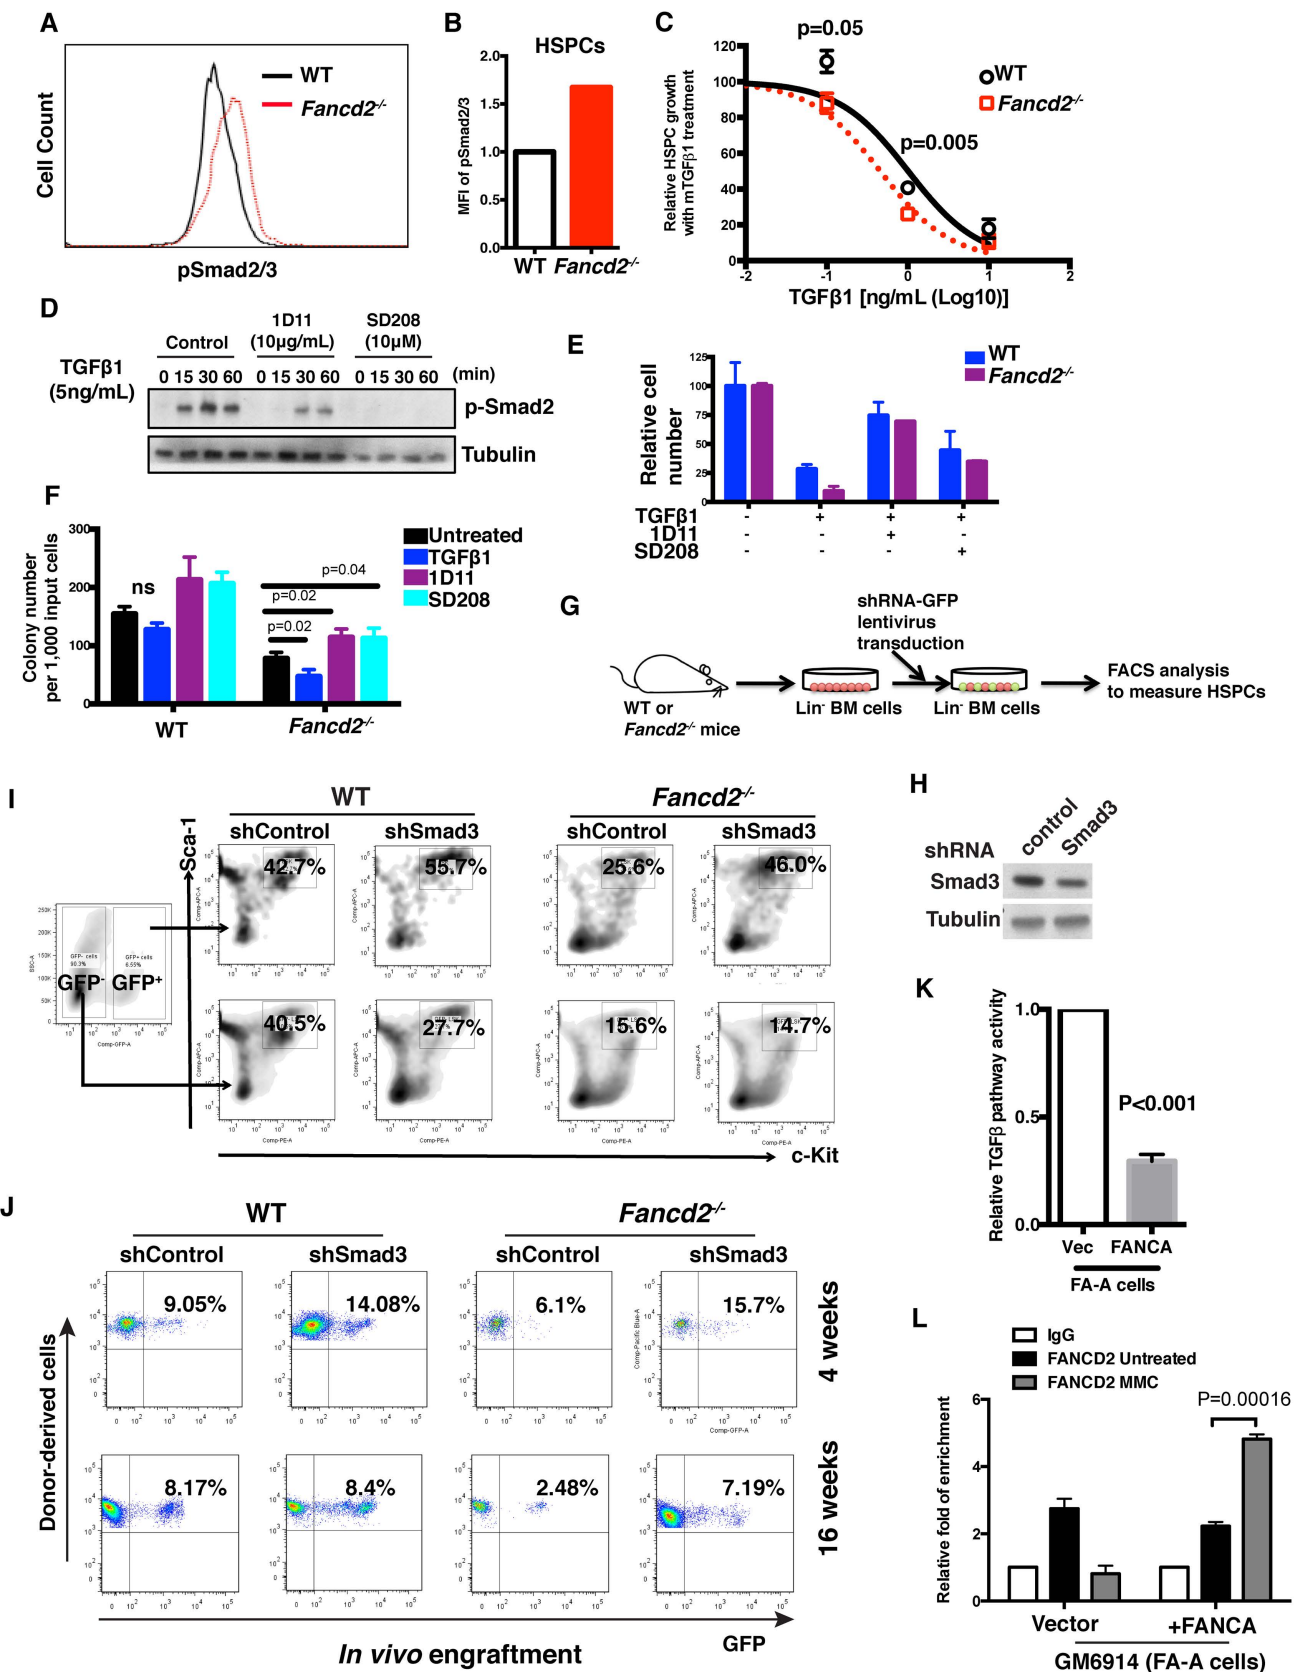 A
WT
Fancd2-/-
Cell Count
pSmad2/3
B
HSPCs
2.0
1.5
1.0
0.5
0.0
MFI of pSmad2/3
WT Fancd2-/-
C
p=0.05
120
100
80
60
40
20
0
WT
Fancd2-/-
p=0.005
Relative HSPC growth
with mTGFβ1 treatment
-2 -1 0 1 2
TGFβ1 [ng/mL (Log10)]
D
1D11
(10μg/mL)
SD208
(10μM)
Control
TGFβ1
(5ng/mL)
0 15 30 60 0 15 30 60 0 15 30 60 (min)
p-Smad2
Tubulin
E
125
100
75
50
25
0
Relative cell
number
WT
Fancd2-/-
TGFβ1 - + + +
1D11 - - + -
SD208 - - - +
F
300
200
100
0
Colony number
per 1,000 input cells
ns
p=0.04
p=0.02
p=0.02
Untreated
TGFβ1
1D11
SD208
WT
Fancd2-/-
G
shRNA-GFP
lentivirus
transduction
WT or
Fancd2-/- mice
Lin- BM cells
Lin- BM cells
FACS analysis
to measure HSPCs
H
control
Smad3
shRNA
Smad3
Tubulin
I
WT
Fancd2-/-
shControl
shSmad3
shControl
shSmad3
Sca-1
42.7%
55.7%
25.6%
46.0%
GFP-
GFP+
SSC-A
Comp-GFP-A
40.5%
27.7%
15.6%
14.7%
Comp-APC-A
Comp-PE-A
c-Kit
J
WT
Fancd2-/-
shControl
shSmad3
shControl
shSmad3
9.05%
14.08%
6.1%
15.7%
4 weeks
Comp-Pacific Blue-A
Comp-GFP-A
8.17%
8.4%
2.48%
7.19%
16 weeks
Donor-derived cells
In vivo engraftment
GFP
K
1.0
0.5
0.0
Relative TGFβ pathway activity
P<0.001
Vec FANCA
FA-A cells
L
IgG
FANCD2 Untreated
FANCD2 MMC
P=0.00016
6
4
2
0
Relative fold of enrichment
Vector
+FANCA
GM6914 (FA-A cells)